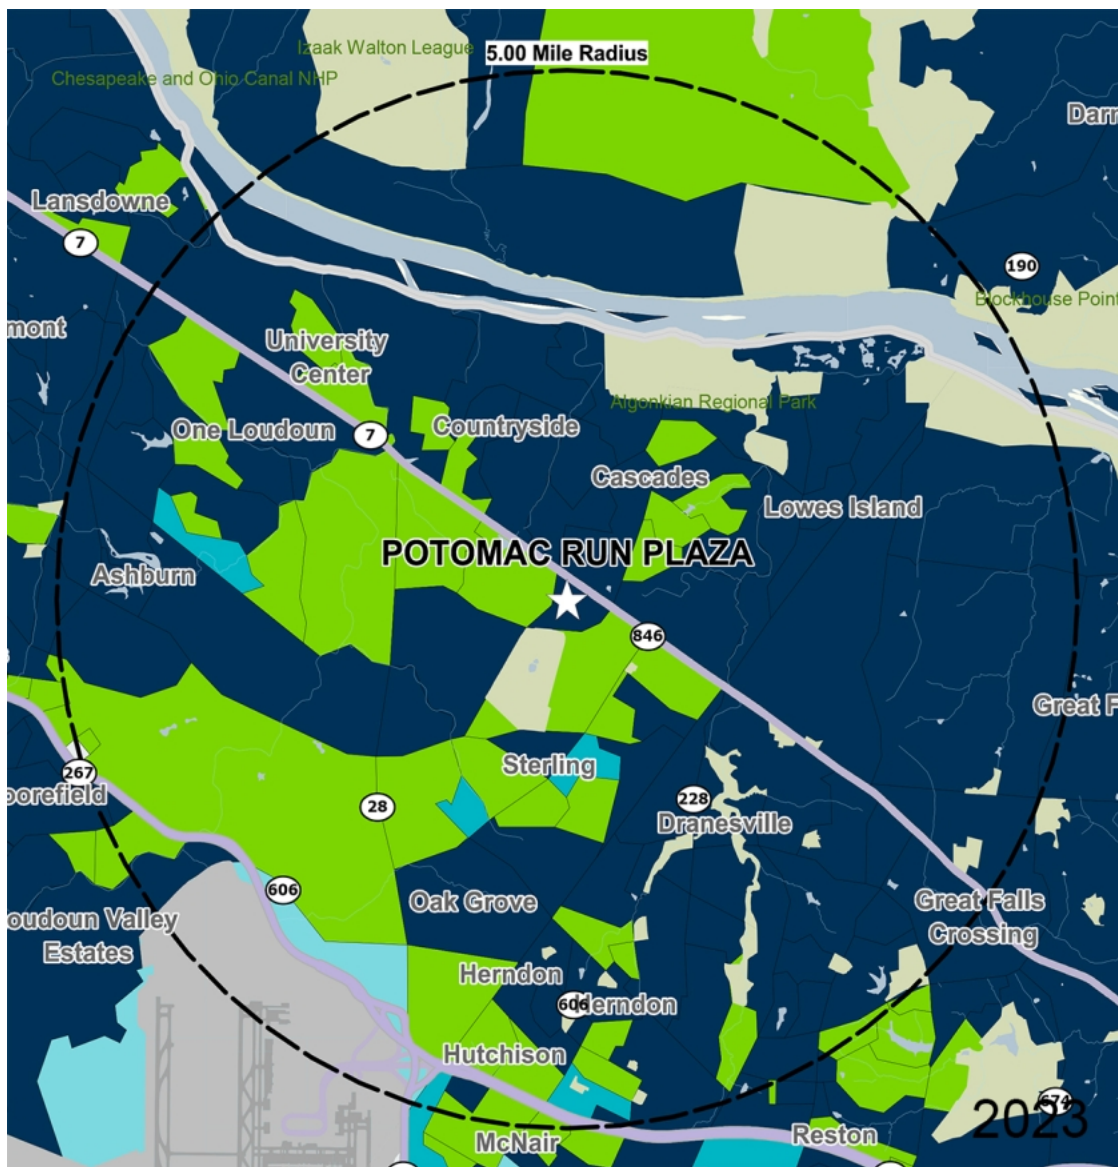 Izaak Walton League
5.00 Mile Radius
Chesapeake and Ohio Canal NHP
Darn
Lansdowne
7
190
Blockhouse Point
mont
University
Center
Algonkian Regional Park
One Loudoun
7
Countryside
Cascades
Lowes Island
POTOMAC RUN PLAZA
Ashburn
846
Great F
Sterling
267
oorefield
28
228
Dranesville
606
Oak Grove
Great Falls
Crossing
oudoun Valley
Estates
Herndon
606
Herndon
Hutchison
674
2023
McNair
Reston